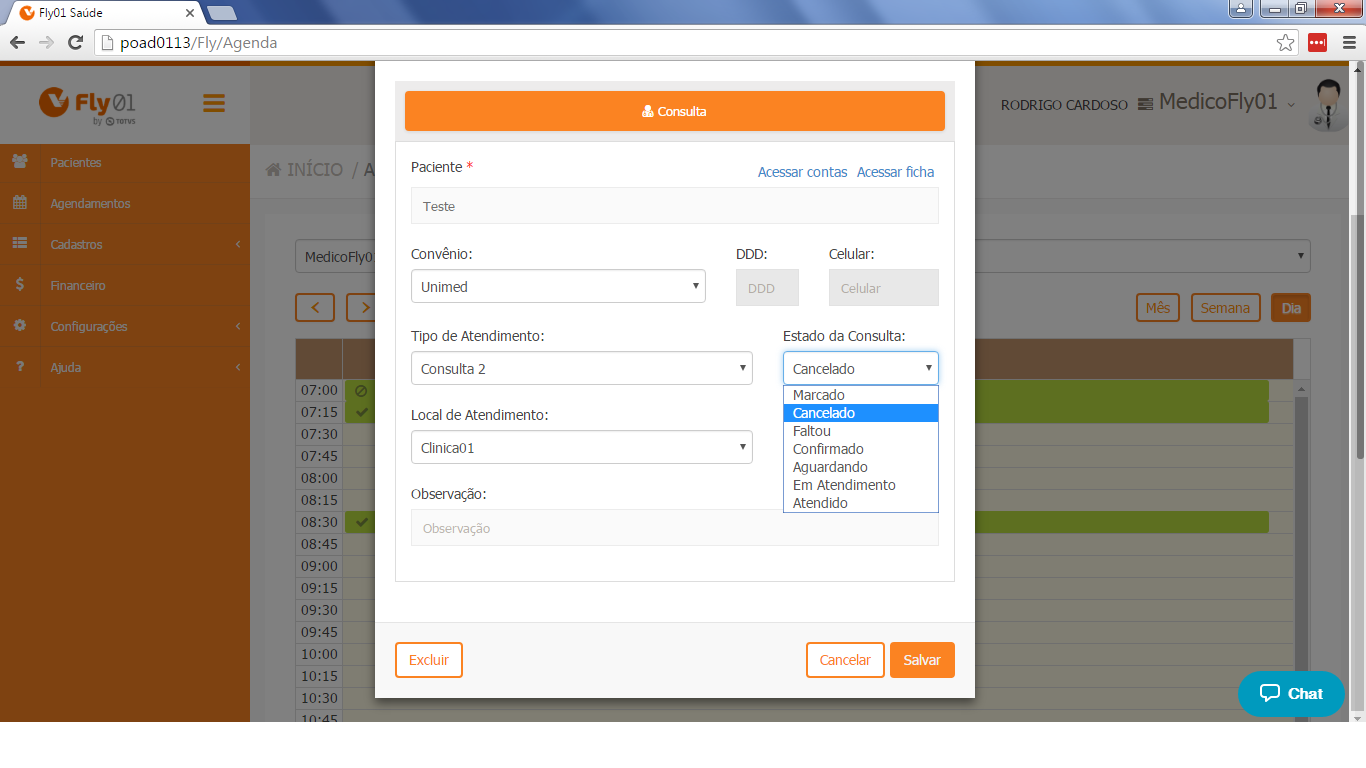 Fly01 Saúde
poad0113/Fly/Agenda
Fly01
by TOTVS
RODRIGO CARDOSO MedicoFly01
Pacientes
Agendamentos
Cadastros
Financeiro
Configurações
Ajuda
INÍCIO / A
MedicoFly0
< >
Mês Semana Dia
07:00
07:15
07:30
07:45
08:00
08:15
08:30
08:45
09:00
09:15
09:30
09:45
10:00
10:15
10:30
10:45
Consulta
Paciente *
Acessar contas Acessar ficha
Teste
Convênio: DDD: Celular:
Unimed DDD Celular
Tipo de Atendimento: Estado da Consulta:
Consulta 2 Cancelado
Marcado
Cancelado
Faltou
Confirmado
Aguardando
Em Atendimento
Atendido
Local de Atendimento:
Clinica01
Observação:
Observação
Excluir Cancelar Salvar
Chat